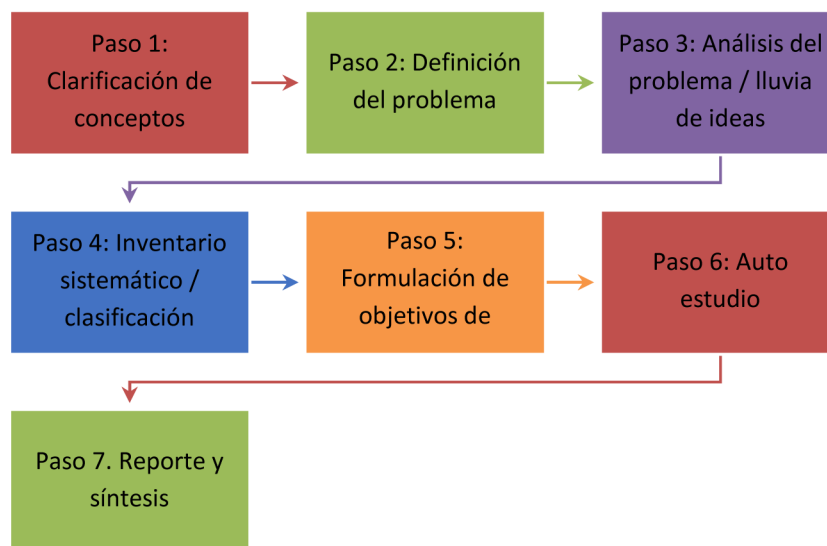 Paso 1:
Clarificación de
conceptos
Paso 2: Definición
del problema
Paso 3: Análisis del
problema / lluvia
de ideas
Paso 4: Inventario
sistemático /
clasificación
Paso 5:
Formulación de
objetivos de
Paso 6: Auto
estudio
Paso 7. Reporte y
síntesis